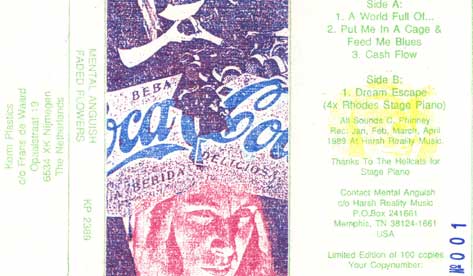 Korm Plastics
c/o Frans de Waard
Opaalstraat 19
6534 XK Nijmegen
The Netherlands
MENTAL ANGUISH
FADED FLOWERS
KP 2389
BEBA
Coca Co
DELICIOS
BEBIDA
Side A:
1. A World Full Of...
2. Put Me In A Cage &
Feed Me Blues
3. Cash Flow
Side B:
1. Dream Escape
(4x Rhodes Stage Piano)
All Sounds C. Phinney
Rec: Jan, Feb, March, April
1989 At Harsh Reality Music.
Thanks To The Hellcats for
Stage Piano
Contact Mental Anguish
c/o Harsh Reality Music
P.O.Box 241661
Memphis, TN 38124-1661
USA
Limited Edition of 100 copies
Your Copynumber:
№001